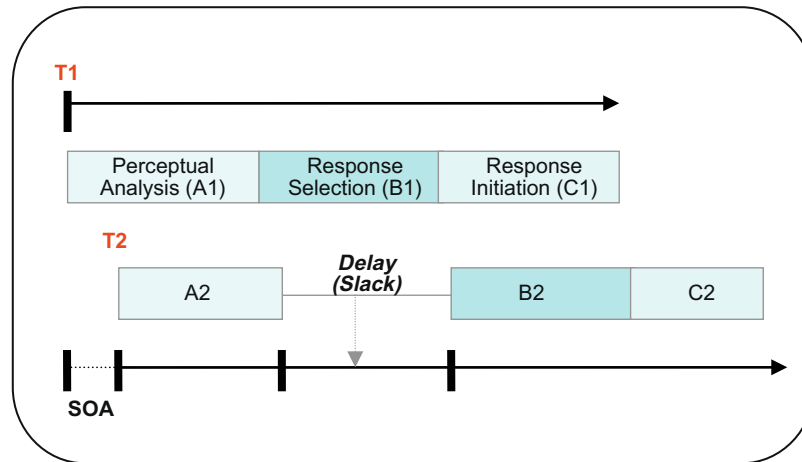 T1
Perceptual
Analysis (A1)
Response
Selection (B1)
Response
Initiation (C1)
T2
A2
Delay
(Slack)
B2
C2
SOA